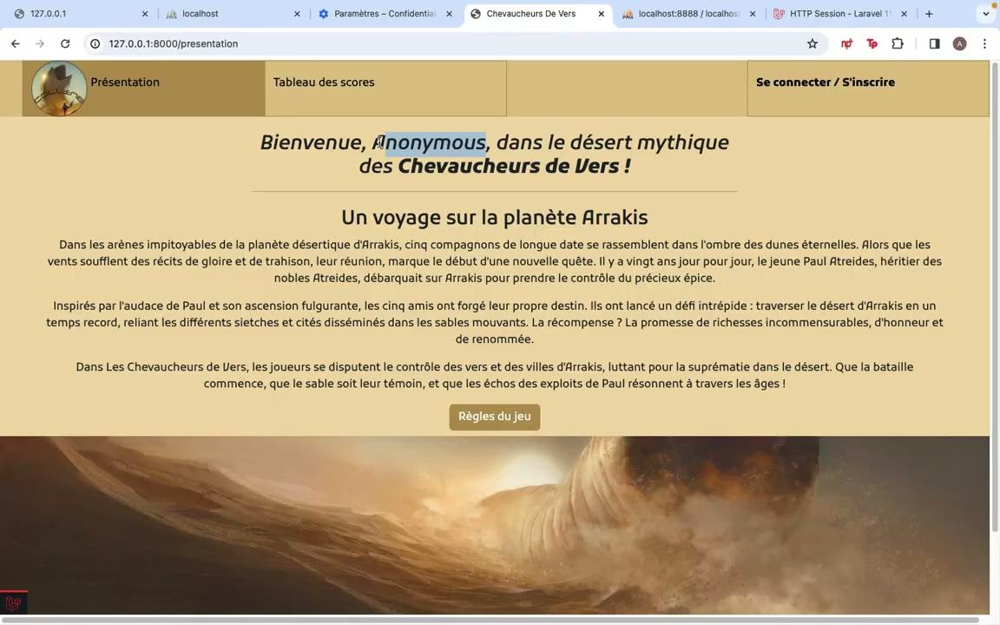 127.0.0.1
localhost
Paramètres – Confidential
Chevaucheurs De Vers
localhost:8888 / localhos
HTTP Session - Laravel 11
127.0.0.1:8000/presentation
A
COLLANE
Présentation
Tableau des scores
Se connecter / S'inscrire
Bienvenue, Anonymous, dans le désert mythique
des Chevaucheurs de Vers !
Un voyage sur la planète Arrakis
Dans les arènes impitoyables de la planète désertique d'Arrakis, cinq compagnons de longue date se rassemblent dans l'ombre des dunes éternelles. Alors que les
vents soufflent des récits de gloire et de trahison, leur réunion, marque le début d'une nouvelle quête. Il y a vingt ans jour pour jour, le jeune Paul Atreides, héritier des
nobles Atreides, débarquait sur Arrakis pour prendre le contrôle du précieux épice.
Inspirés par l'audace de Paul et son ascension fulgurante, les cinq amis ont forgé leur propre destin. Ils ont lancé un défi intrépide : traverser le désert d'Arrakis en un
temps record, reliant les différents sietches et cités disséminés dans les sables mouvants. La récompense ? La promesse de richesses incommensurables, d'honneur et
de renommée.
Dans Les Chevaucheurs de Vers, les joueurs se disputent le contrôle des vers et des villes d'Arrakis, luttant pour la suprématie dans le désert. Que la bataille
commence, que le sable soit leur témoin, et que les échos des exploits de Paul résonnent à travers les âges !
Règles du jeu